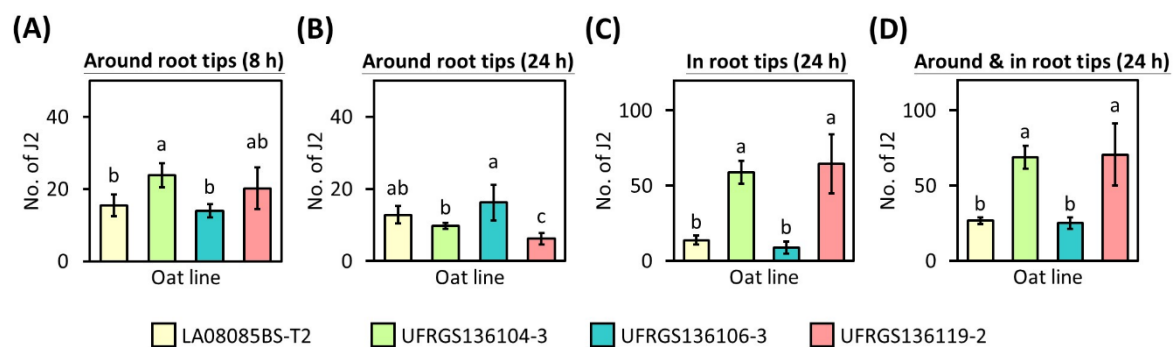 (A)
Around root tips (8 h)
No. of J2
40
20
0
b
a
b
ab
Oat line
(B)
Around root tips (24 h)
No. of J2
40
20
0
ab
b
a
c
Oat line
(C)
In root tips (24 h)
No. of J2
100
50
0
b
a
b
a
Oat line
(D)
Around & in root tips (24 h)
No. of J2
100
50
0
b
a
b
a
Oat line
LA08085BS-T2
UFRGS136104-3
UFRGS136106-3
UFRGS136119-2